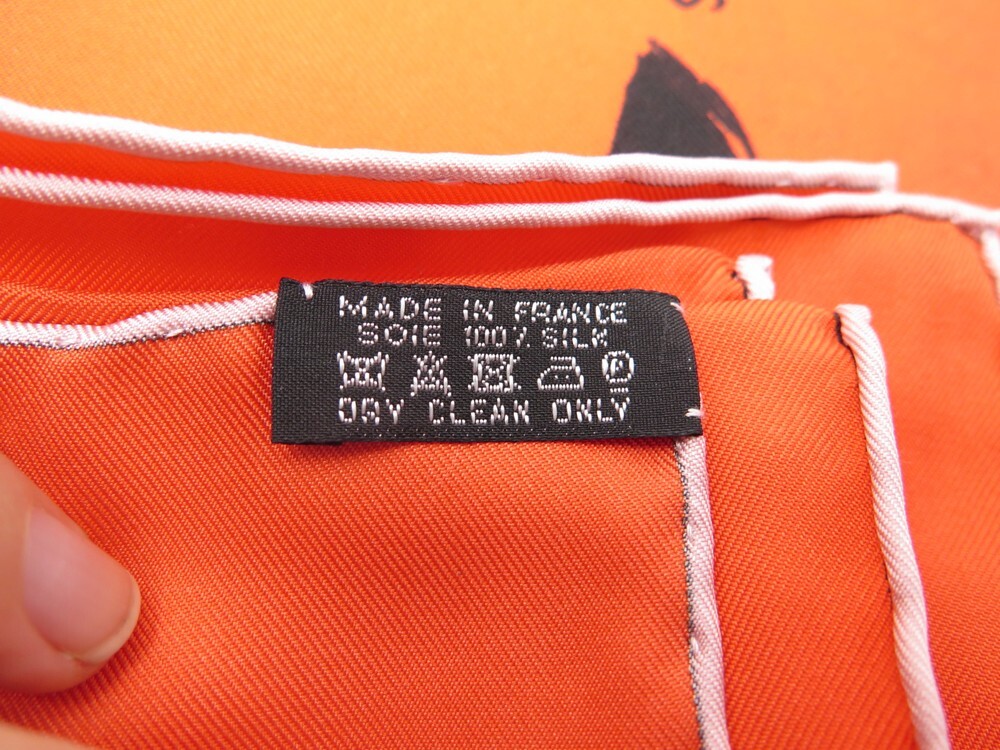 MADE IN FRANCE
SOIE 100% SILK
P
DRY CLEAN ONLY